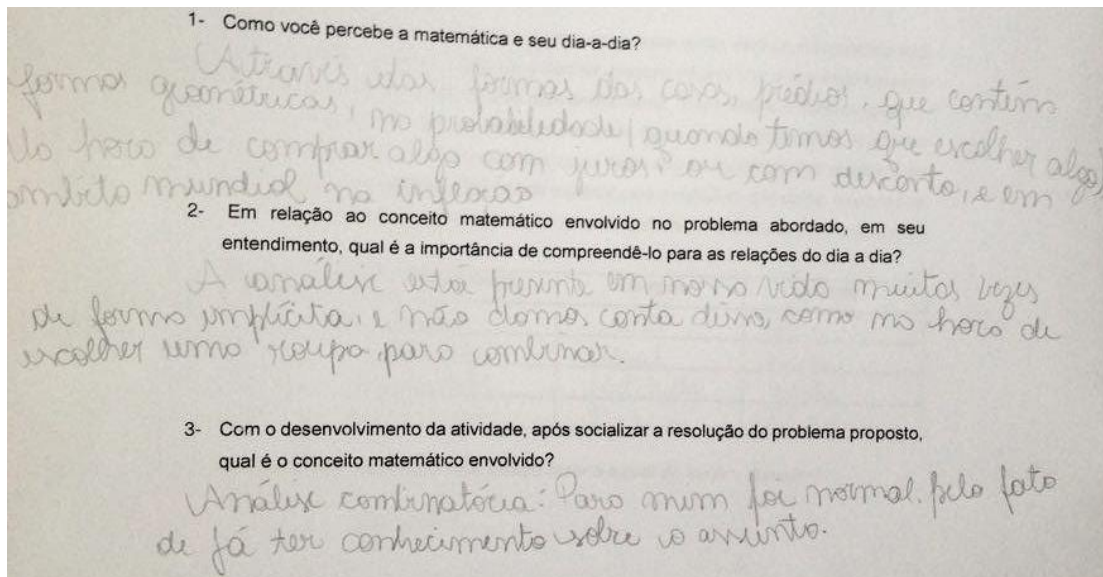 1- Como você percebe a matemática e seu dia-a-dia?
Através das formas das casas, prédios, que contém
formas geométricas, na probabilidade, quando temos que escolher algo,
Na hora de comprar algo com juros ou com desconto, e em
ambito mundial na inflaçao
2- Em relação ao conceito matemático envolvido no problema abordado, em seu
entendimento, qual é a importância de compreendê-lo para as relações do dia a dia?
A análise está presente em nossa vida muitas vezes
de forma implícita, e não damos conta disso, como na hora de
escolher uma roupa para combinar.
3- Com o desenvolvimento da atividade, após socializar a resolução do problema proposto,
qual é o conceito matemático envolvido?
Análise combinatória: Para mim foi normal. pelo fato
de já ter conhecimento sobre o assunto.